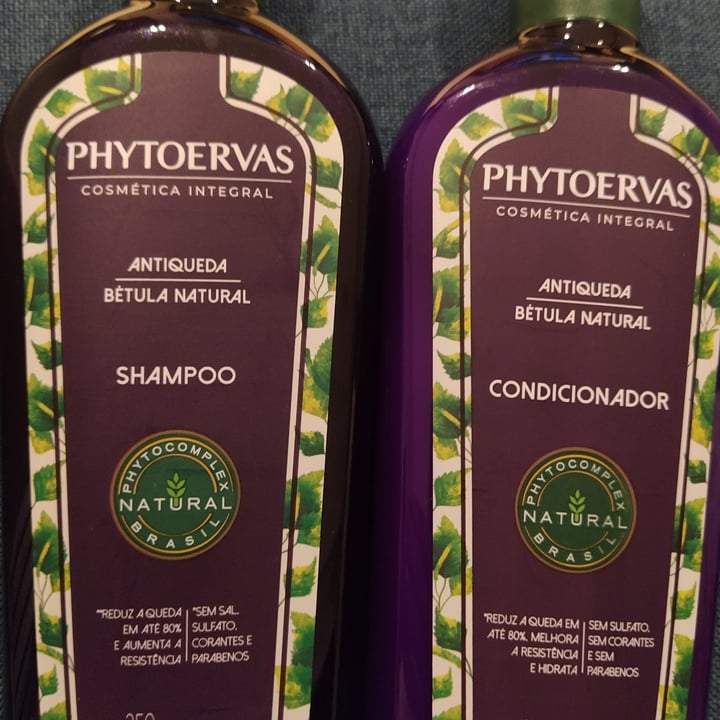 PHYTOERVAS
COSMÉTICA INTEGRAL
ANTIQUEDA
BÉTULA NATURAL
SHAMPOO
PHYTOCOMPLEX
NATURAL
BRASIL
**REDUZ A QUEDA
EM ATÉ 80%
E AUMENTA A
RESISTÊNCIA
*SEM SAL,
SULFATO,
CORANTES E
PARABENOS
PHYTOERVAS
COSMÉTICA INTEGRAL
ANTIQUEDA
BÉTULA NATURAL
CONDICIONADOR
PHYTOCOMPLEX
NATURAL
BRASIL
*REDUZ A QUEDA EM
ATÉ 80%, MELHORA
A RESISTÊNCIA
E HIDRATA
SEM SULFATO,
SEM CORANTES
E SEM
PARABENOS